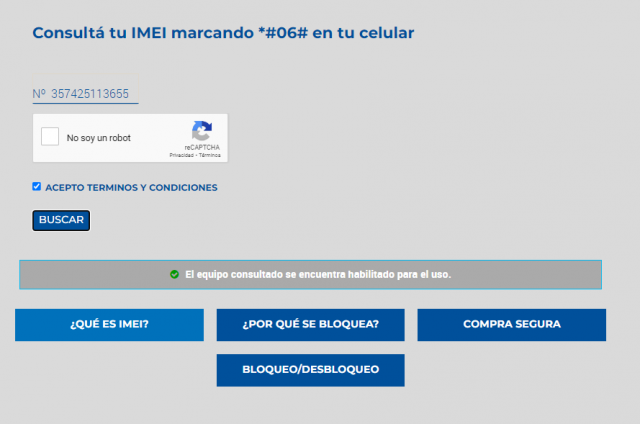 Consultá tu IMEI marcando *#06# en tu celular
Nº 357425113655
No soy un robot
reCAPTCHA
Privacidad - Términos
ACEPTO TERMINOS Y CONDICIONES
BUSCAR
El equipo consultado se encuentra habilitado para el uso.
¿QUÉ ES IMEI?
¿POR QUÉ SE BLOQUEA?
COMPRA SEGURA
BLOQUEO/DESBLOQUEO